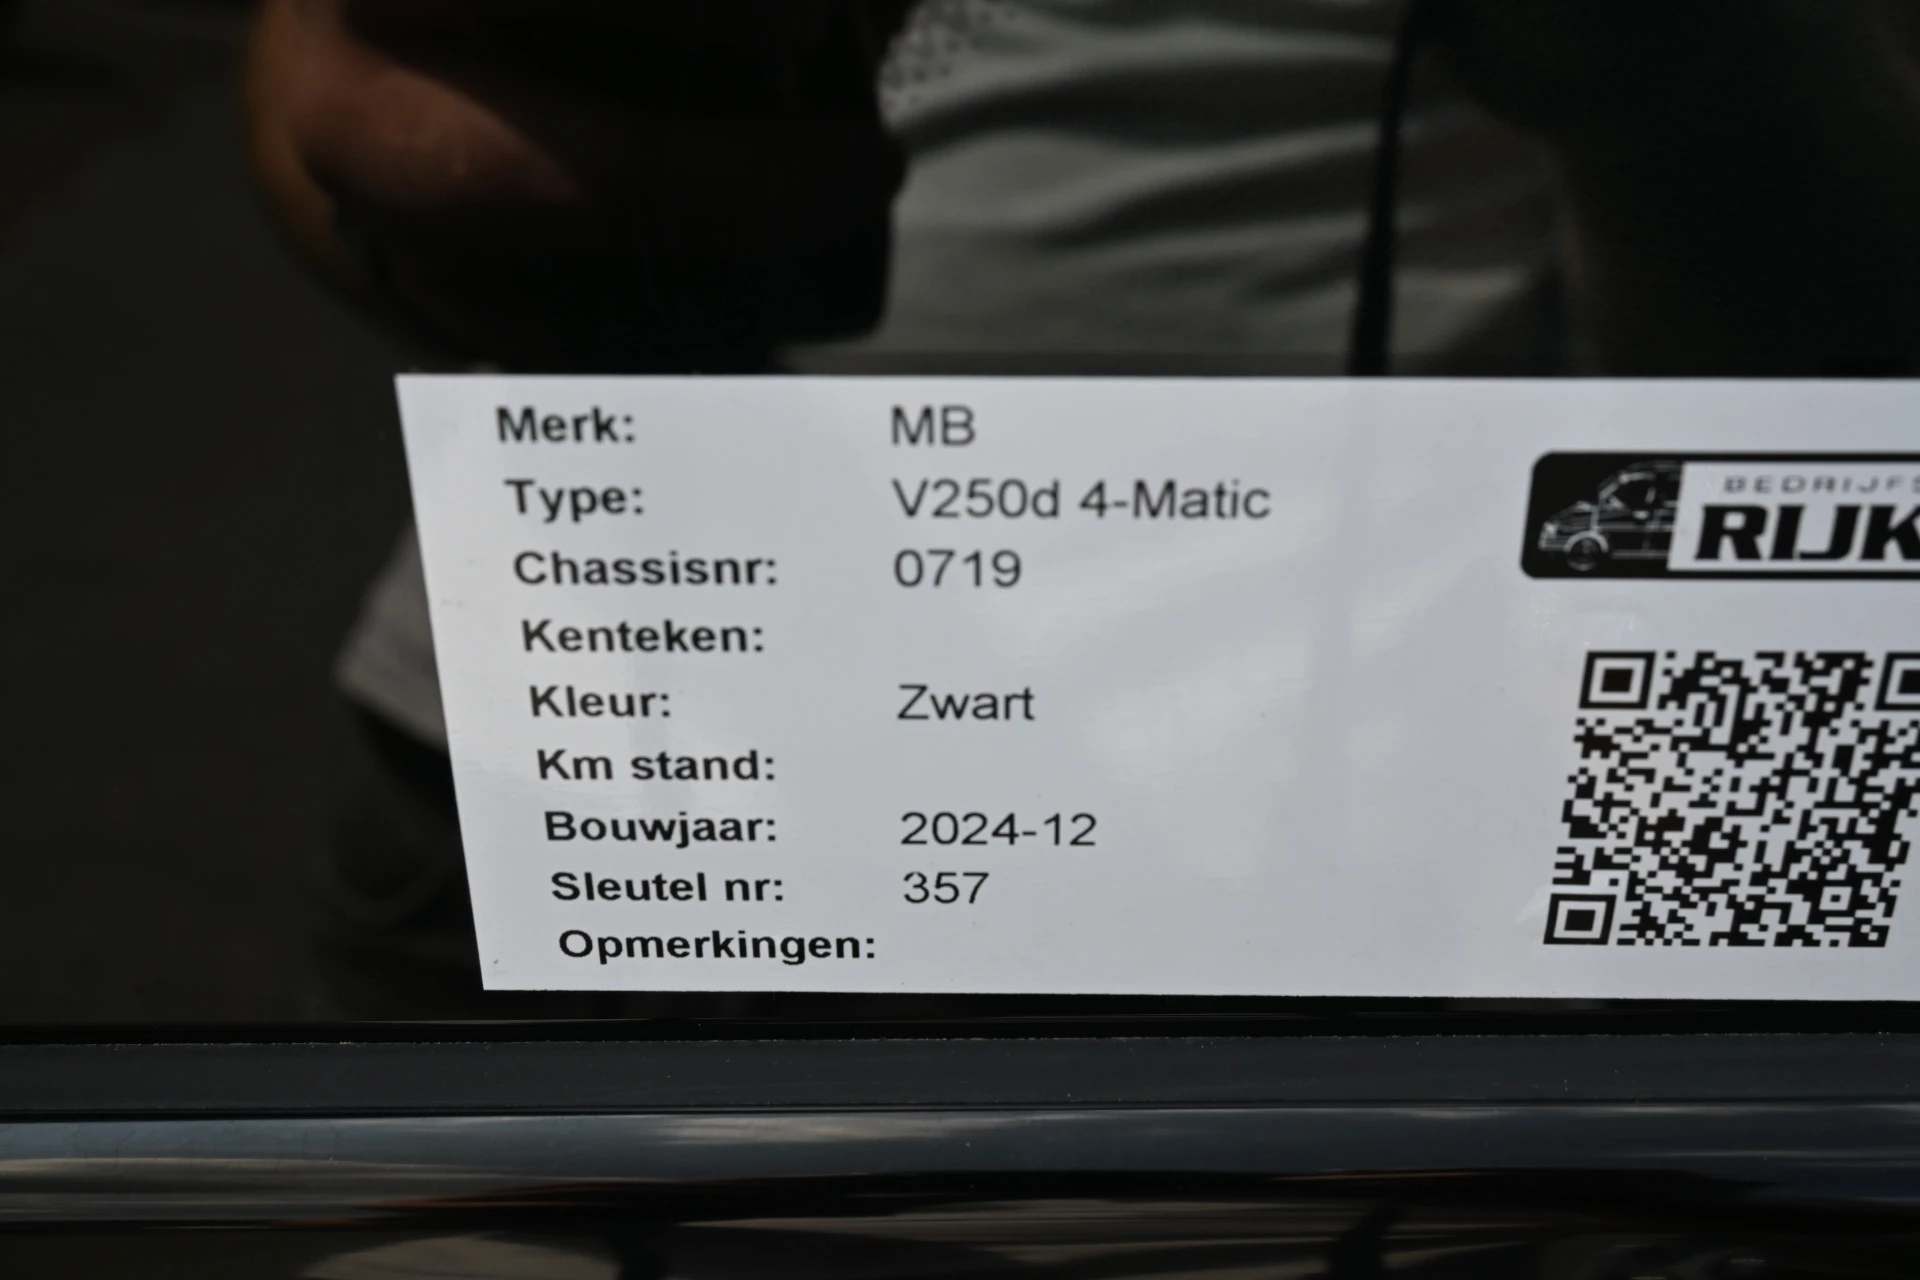 Merk: MB
Type: V250d 4-Matic
Chassisnr: 0719
Kenteken:
Kleur: Zwart
Km stand:
Bouwjaar: 2024-12
Sleutel nr: 357
Opmerkingen:
BEDRIJFS
RIJK